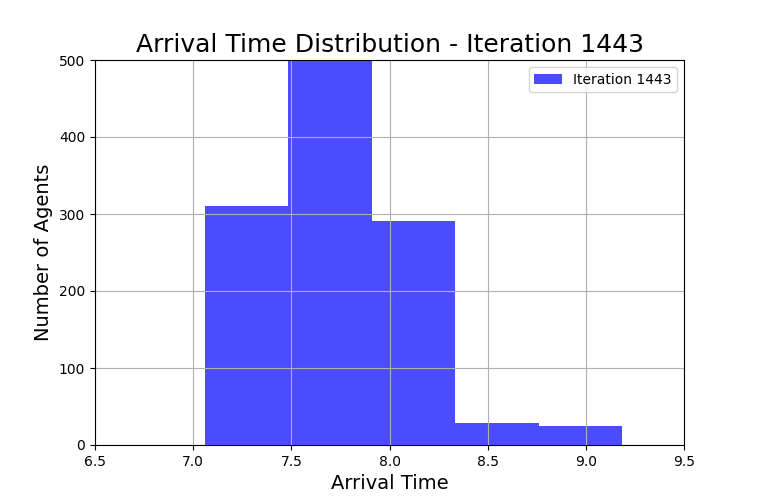 Arrival Time Distribution - Iteration 1443
Iteration 1443
Number of Agents
500
400
300
200
100
0
6.5 7.0 7.5 8.0 8.5 9.0 9.5
Arrival Time